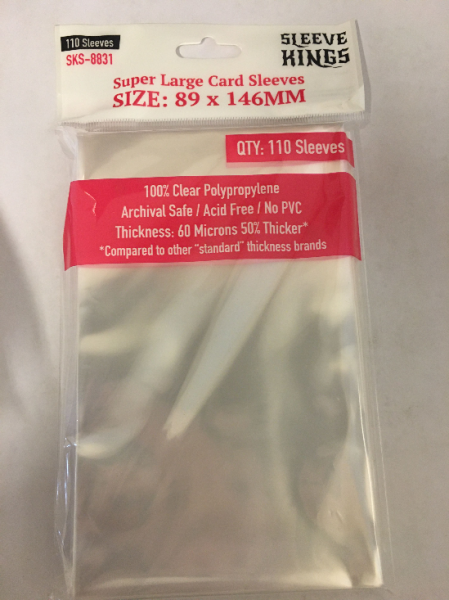 110 Sleeves
SKS-8831
SLEEVE
KINGS
Super Large Card Sleeves
SIZE: 89 x 146MM
QTY: 110 Sleeves
100% Clear Polypropylene
Archival Safe / Acid Free / No PVC
Thickness: 60 Microns 50% Thicker*
*Compared to other "standard" thickness brands